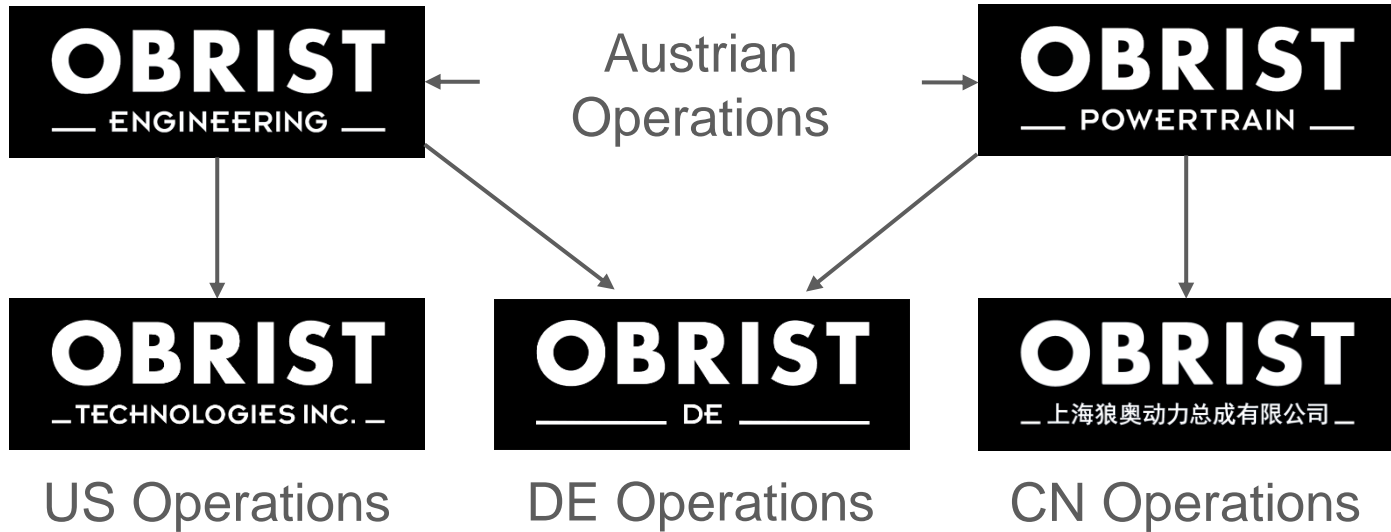 OBRIST
ENGINEERING
Austrian
Operations
OBRIST
POWERTRAIN
OBRIST
TECHNOLOGIES INC.
US Operations
OBRIST
DE
DE Operations
OBRIST
上海狼奥动力总成有限公司
CN Operations